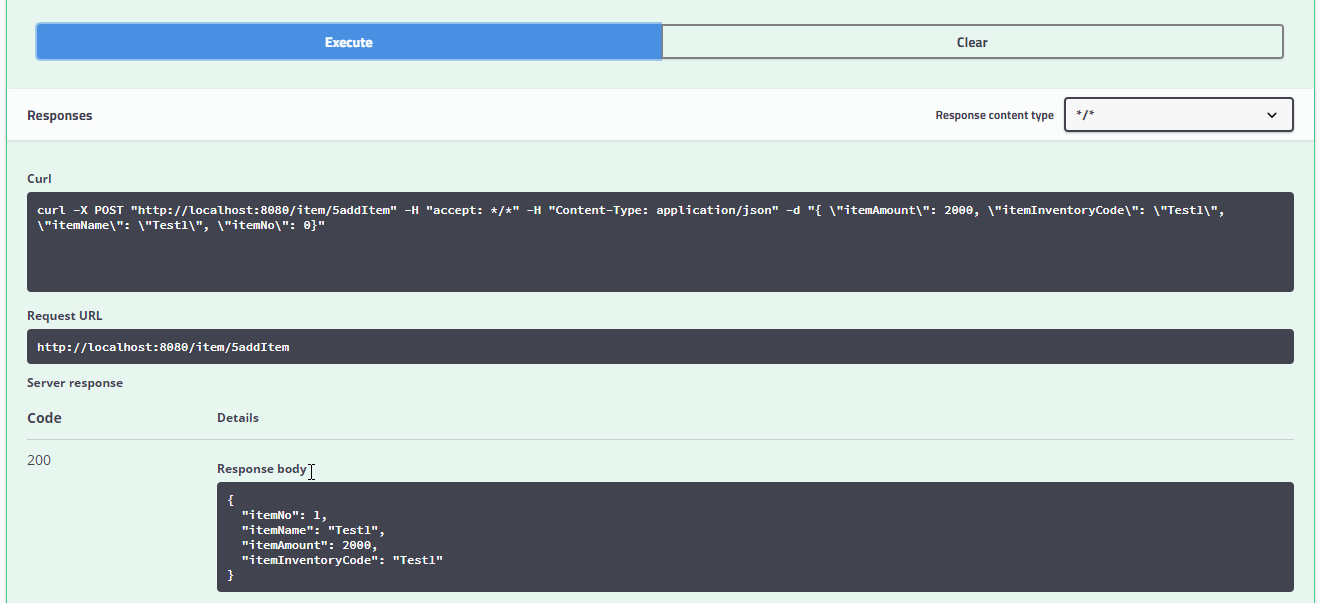 Execute
Clear
Responses
Response content type
*/*
Curl
curl -X POST "http://localhost:8080/item/5addItem" -H "accept: */*" -H "Content-Type: application/json" -d "{ \"itemAmount\": 2000, \"itemInventoryCode\": \"Test1\",
\"itemName\": \"Test1\", \"itemNo\": 0}"
Request URL
http://localhost:8080/item/5addItem
Server response
Code
Details
200
Response body
{
  "itemNo": 1,
  "itemName": "Test1",
  "itemAmount": 2000,
  "itemInventoryCode": "Test1"
}